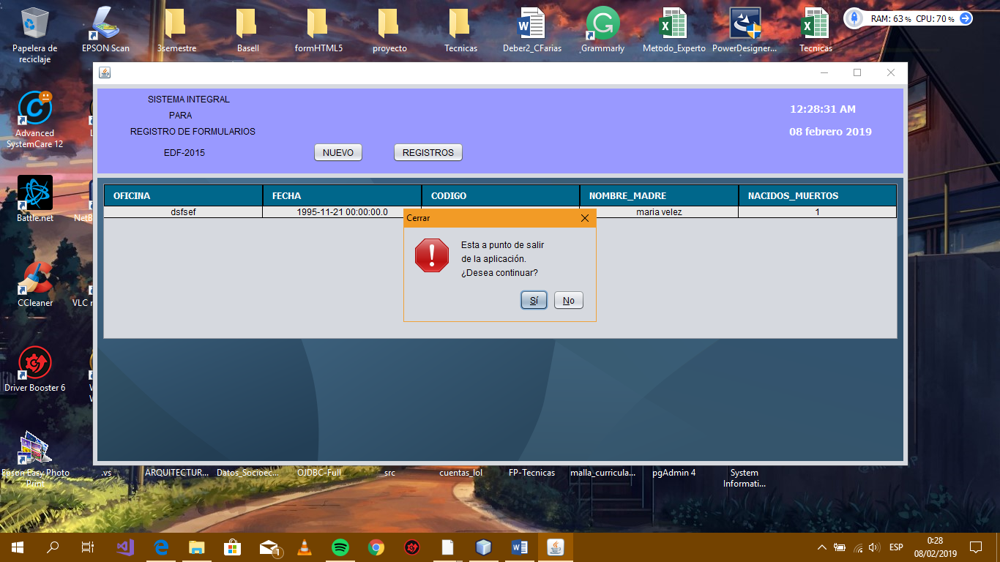 Papelera de
reciclaje
EPSON Scan
3semestre
Basell
formHTML5
proyecto
Tecnicas
Deber2_CFarias
Grammarly
Metodo_Experto
PowerDesigner...
Tecnicas
RAM: 63 % CPU: 70 %
SISTEMA INTEGRAL
PARA
REGISTRO DE FORMULARIOS
EDF-2015
NUEVO
REGISTROS
12:28:31 AM
08 febrero 2019
OFICINA
FECHA
CODIGO
NOMBRE_MADRE
NACIDOS_MUERTOS
dsfsef
1995-11-21 00:00:00.0
maria velez
1
Cerrar
Esta a punto de salir
de la aplicación.
¿Desea continuar?
Sí
No
Advanced
SystemCare 12
Battle.net
NetB
CCleaner
VLC
Driver Booster 6
Epson Easy Photo
Print
.vs
ARQUITECTUR...
Datos_Socioec...
OJDBC-Full
src
cuentas_lol
FP-Tecnicas
malla_curricula...
pgAdmin 4
System
Informati...
1
ESP
0:28
08/02/2019